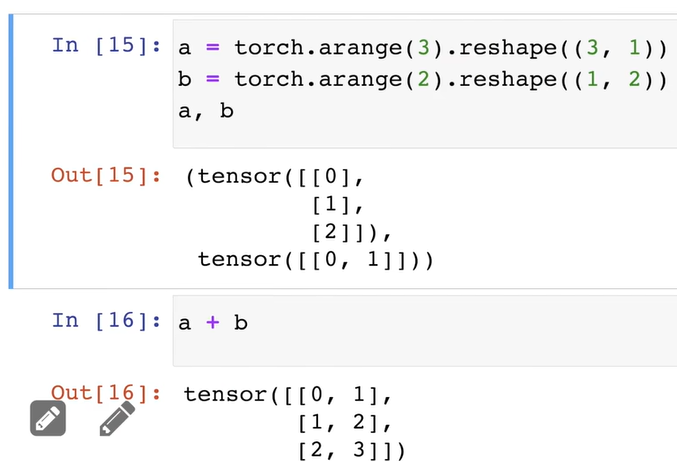 In [15]: a = torch.arange(3).reshape((3, 1))
b = torch.arange(2).reshape((1, 2))
a, b
Out[15]: (tensor([[0],
[1],
[2]]),
tensor([[0, 1]]))
In [16]: a + b
Out[16]: tensor([[0, 1],
[1, 2],
[2, 3]])